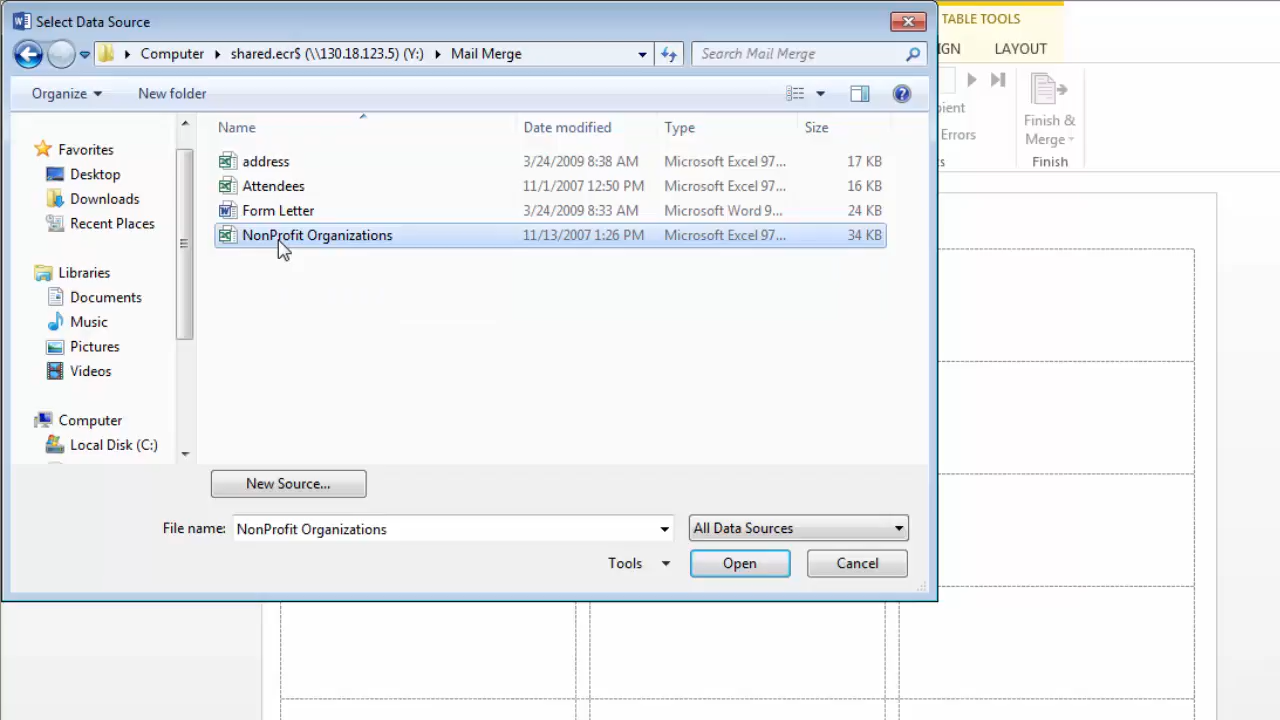 Select Data Source
Computer shared.ecr$ (\\130.18.123.5) (Y:) Mail Merge
Search Mail Merge
Organize New folder
Name Date modified Type Size
address 3/24/2009 8:38 AM Microsoft Excel 97... 17 KB
Attendees 11/1/2007 12:50 PM Microsoft Excel 97... 16 KB
Form Letter 3/24/2009 8:33 AM Microsoft Word 9... 24 KB
NonProfit Organizations 11/13/2007 1:26 PM Microsoft Excel 97... 34 KB
Favorites
Desktop
Downloads
Recent Places
Libraries
Documents
Music
Pictures
Videos
Computer
Local Disk (C:)
New Source...
File name: NonProfit Organizations All Data Sources
Tools Open Cancel
TABLE TOOLS
IGN LAYOUT
ient
Errors
Finish &
Merge
s Finish